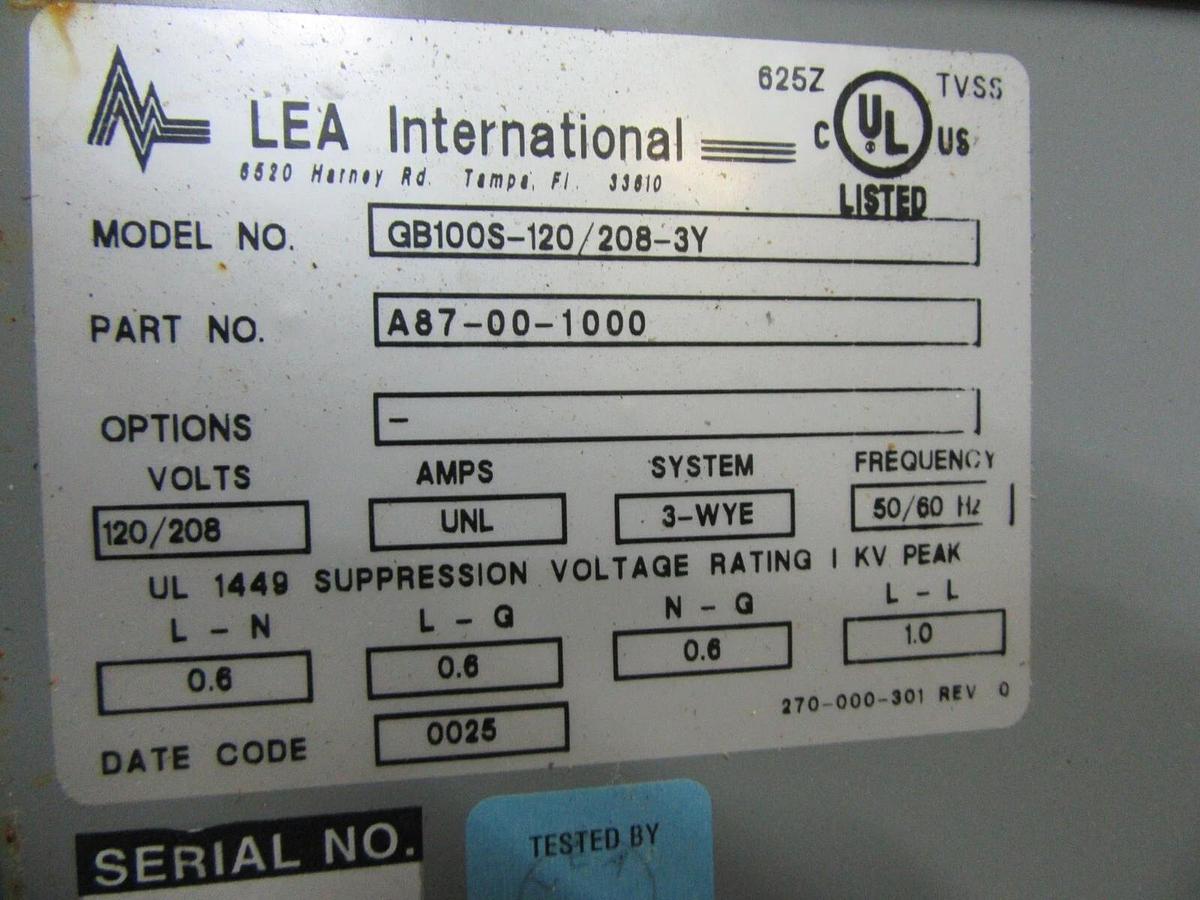 625Z
TVSS
LEA International
C UL US
®
6520 Harney Rd. Tampa, Fl. 33610
LISTED
MODEL NO. GB100S-120/208-3Y
PART NO. A87-00-1000
OPTIONS –
VOLTS AMPS SYSTEM FREQUENCY
120/208 UNL 3-WYE 50/60 Hz
UL 1449 SUPPRESSION VOLTAGE RATING I KV PEAK
L - N L - G N - G L - L
0.6 0.6 0.6 1.0
270-000-301 REV 0
DATE CODE 0025
SERIAL NO.
TESTED BY